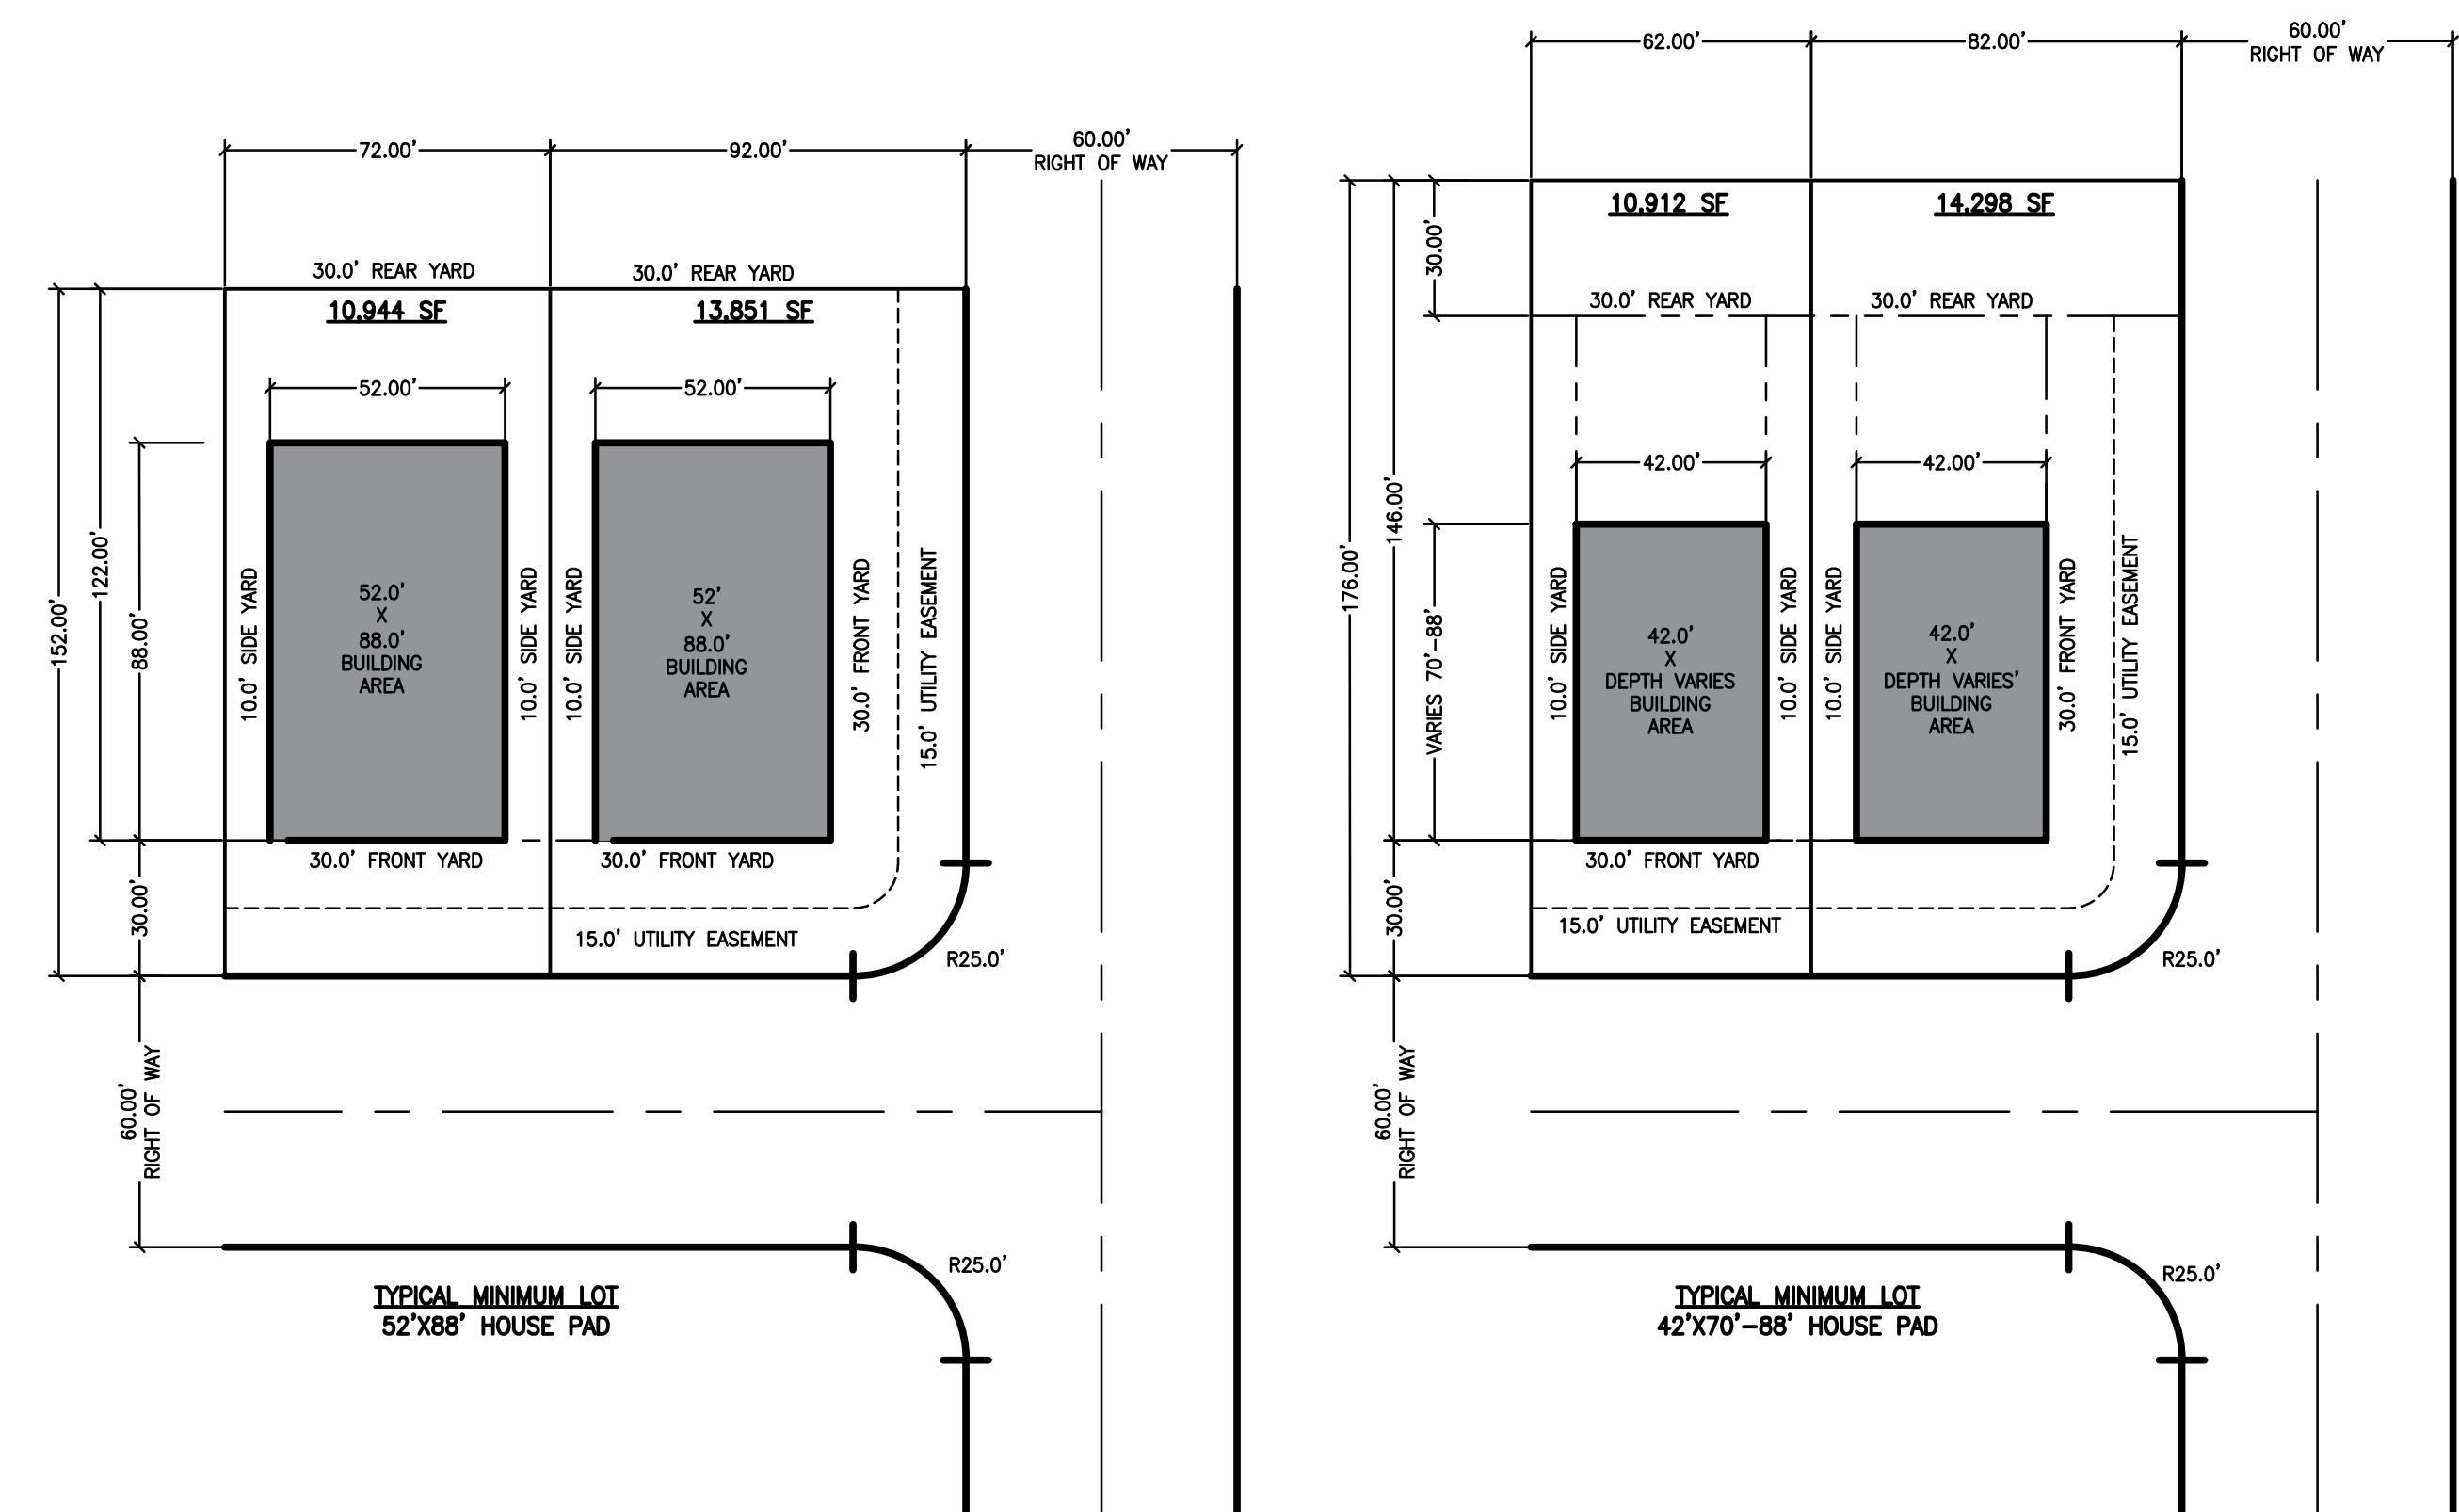 72.00'
92.00'
60.00'
RIGHT OF WAY
30.0' REAR YARD
30.0' REAR YARD
10,944 SF
13,851 SF
52.00'
52.00'
152.00'
122.00'
88.00'
10.0' SIDE YARD
52.0'
X
88.0'
BUILDING
AREA
10.0' SIDE YARD
10.0' SIDE YARD
52'
X
88.0'
BUILDING
AREA
30.0' FRONT YARD
15.0' UTILITY EASEMENT
30.0' FRONT YARD
30.0' FRONT YARD
30.00'
15.0' UTILITY EASEMENT
R25.0'
60.00'
RIGHT OF WAY
R25.0'
TYPICAL MINIMUM LOT
52'X88' HOUSE PAD
62.00'
82.00'
60.00'
RIGHT OF WAY
10,912 SF
14,298 SF
30.00'
30.0' REAR YARD
30.0' REAR YARD
42.00'
42.00'
176.00'
146.00'
VARIES 70'-88'
10.0' SIDE YARD
42.0'
X
DEPTH VARIES
BUILDING
AREA
10.0' SIDE YARD
10.0' SIDE YARD
42.0'
X
DEPTH VARIES'
BUILDING
AREA
30.0' FRONT YARD
15.0' UTILITY EASEMENT
30.0' FRONT YARD
30.00'
15.0' UTILITY EASEMENT
R25.0'
60.00'
RIGHT OF WAY
R25.0'
TYPICAL MINIMUM LOT
42'X70'-88' HOUSE PAD